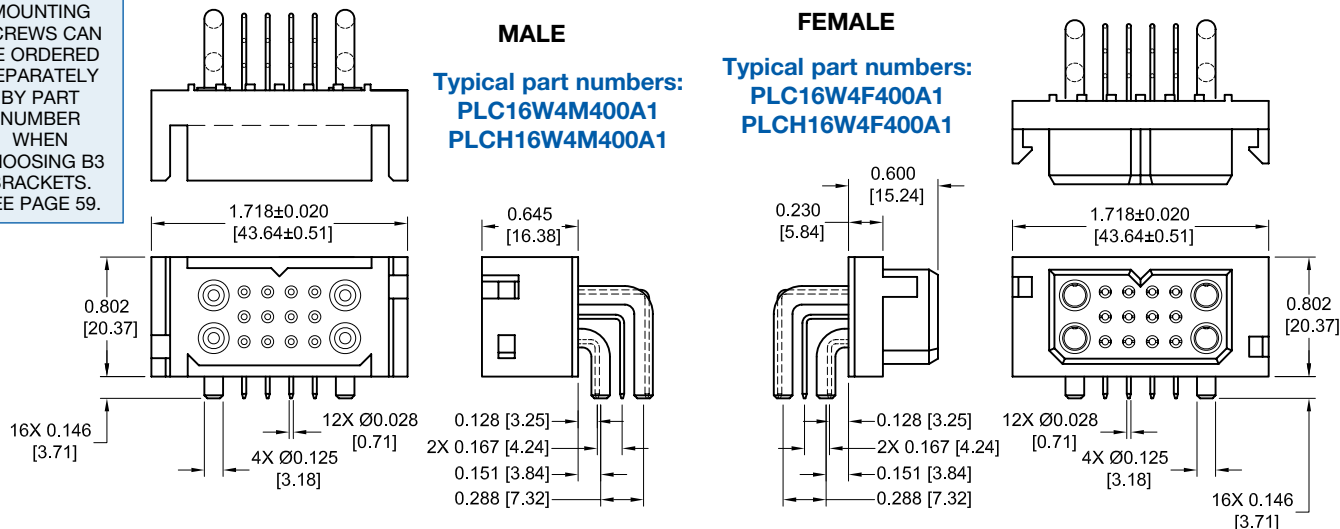 MOUNTING
CAN
ORDERED
BY PART
NUMBER
WHEN
B3
PAGE 59.
MALE
Typical part numbers:
PLC16W4M400A1
PLCH16W4M400A1
FEMALE
Typical part numbers:
PLC16W4F400A1
PLCH16W4F400A1
1.718±0.020
[43.64±0.51]
0.802
[20.37]
16X 0.146
[3.71]
4X Ø0.125
[3.18]
12X Ø0.028
[0.71]
0.645
[16.38]
0.128 [3.25]
2X 0.167 [4.24]
0.151 [3.84]
0.288 [7.32]
0.600
[15.24]
0.230
[5.84]
0.128 [3.25]
2X 0.167 [4.24]
0.151 [3.84]
0.288 [7.32]
1.718±0.020
[43.64±0.51]
0.802
[20.37]
12X Ø0.028
[0.71]
4X Ø0.125
[3.18]
16X 0.146
[3.71]